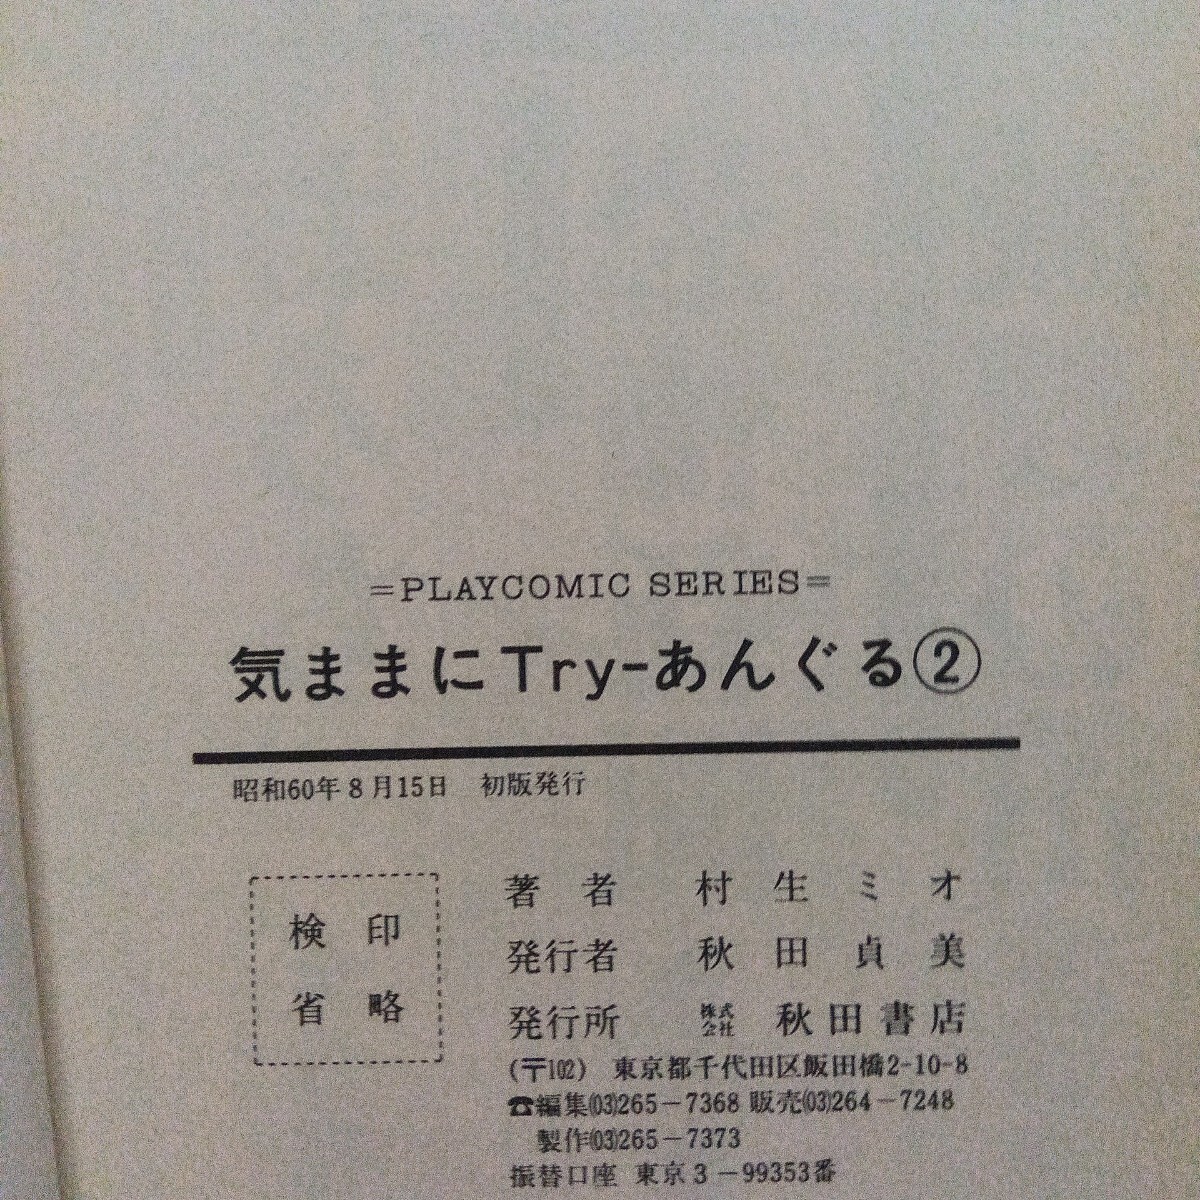 =PLAYCOMIC SERIES=
気ままにTry-あんぐる②
昭和60年8月15日 初版発行
検印
省略
著者 村生ミオ
発行者 秋田貞美
発行所 株式会社 秋田書店
(〒102) 東京都千代田区飯田橋2-10-8
☎編集(03)265-7368 販売(03)264-7248
製作(03)265-7373
振替口座 東京3-99353番